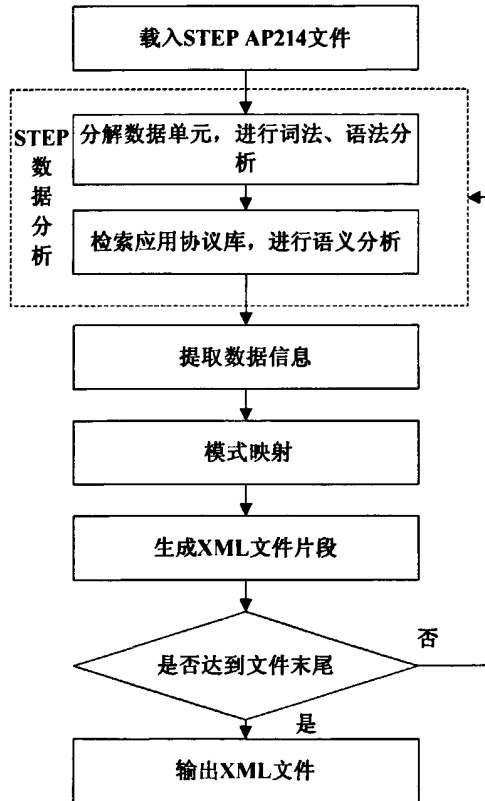 载入STEP AP214文件
STEP
数
据
分
析
分解数据单元，进行词法、语法分
析
检索应用协议库，进行语义分析
提取数据信息
模式映射
生成XML文件片段
是否达到文件末尾
否
是
输出XML文件